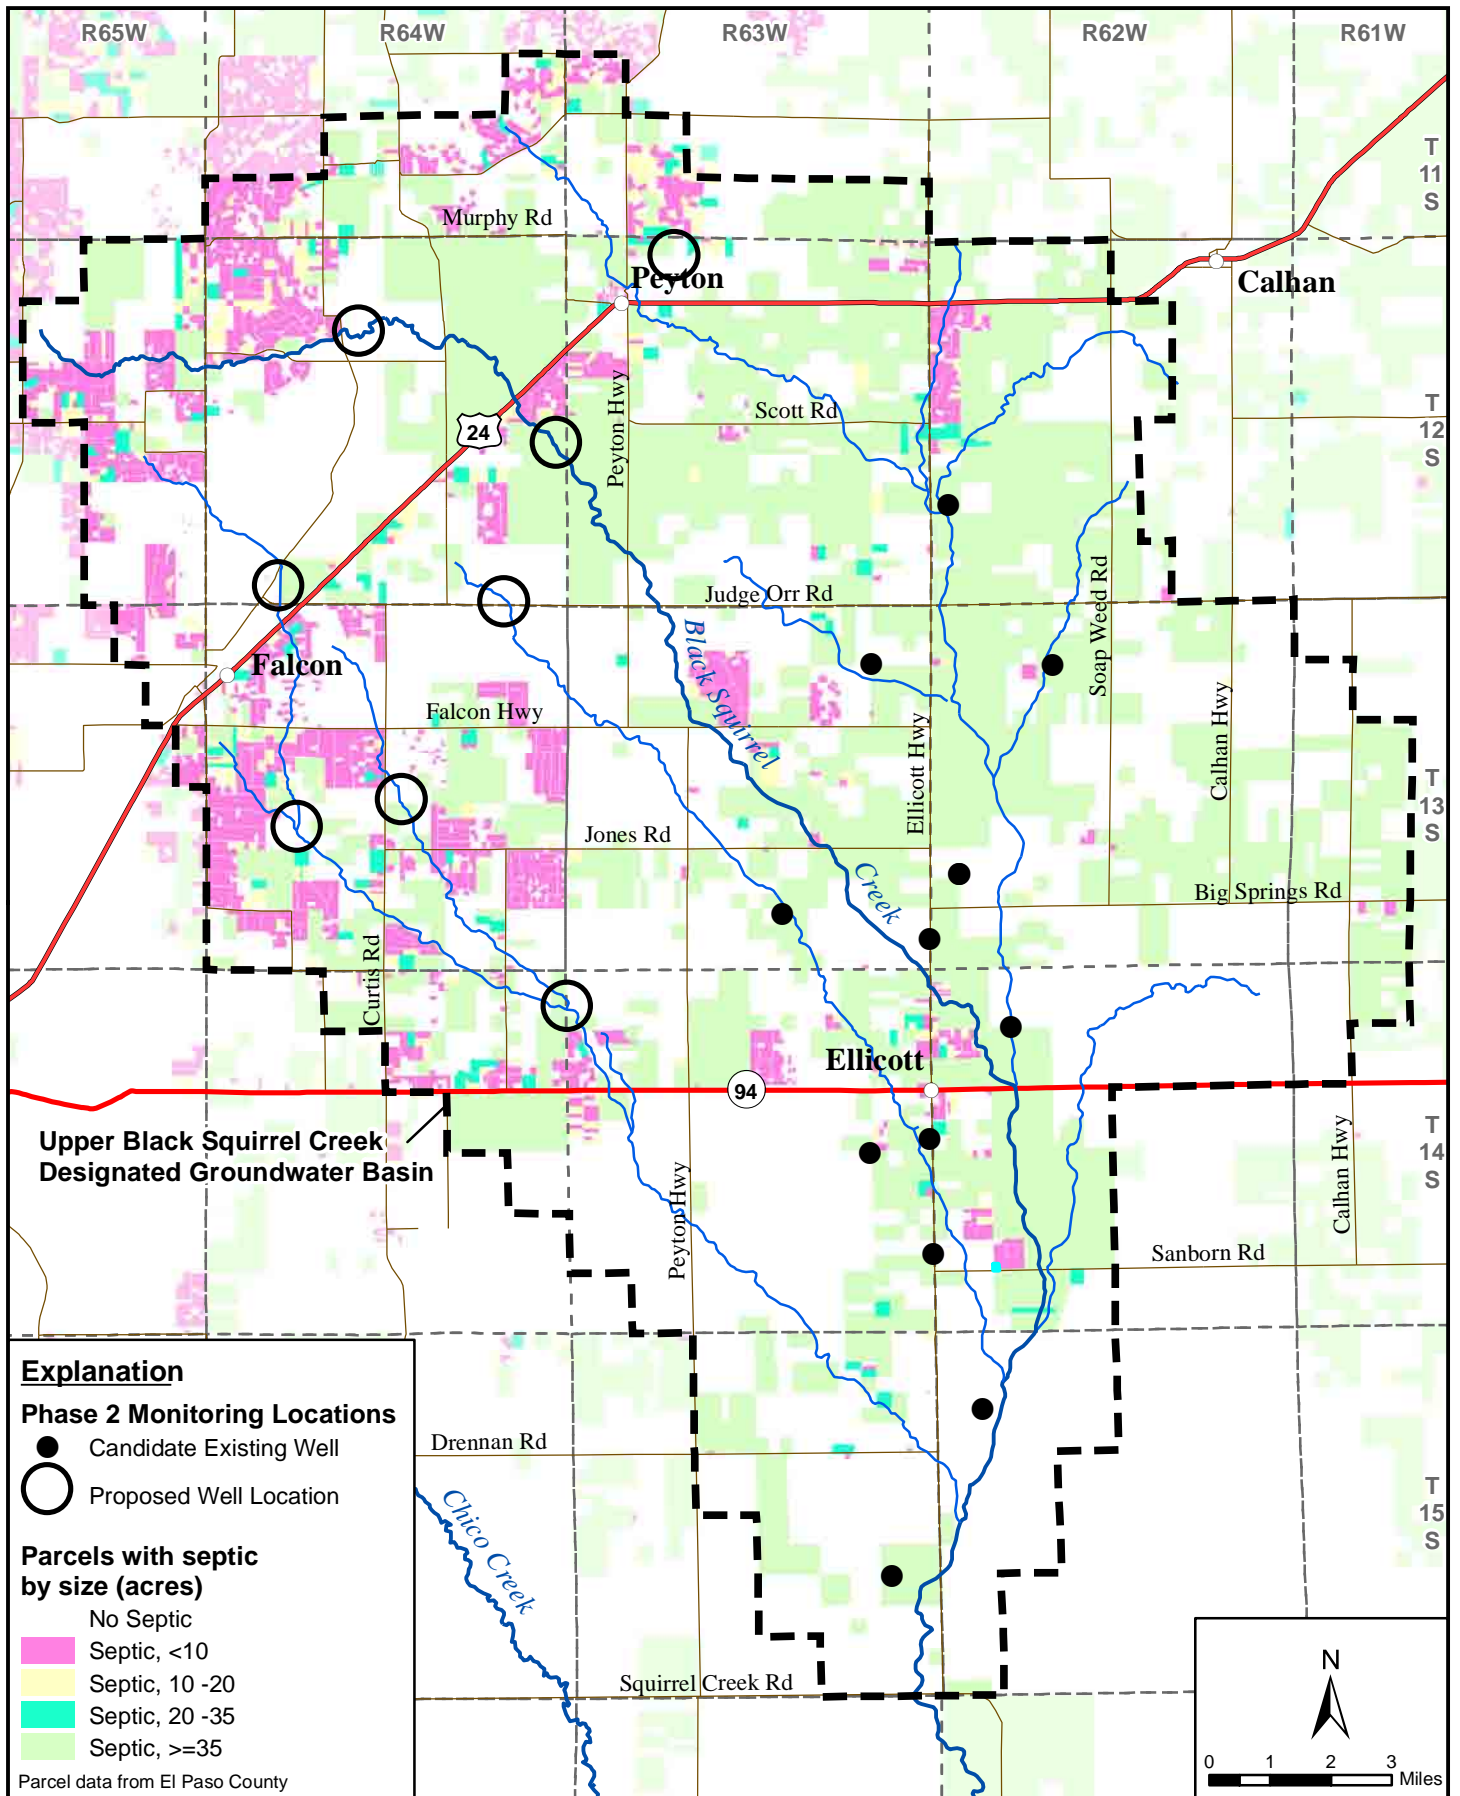 R65W
R64W
R63W
R62W
R61W
T
11
S
Murphy Rd
Peyton
Calhan
24
Peyton Hwy
Scott Rd
T
12
S
Judge Orr Rd
Soap Weed Rd
Falcon
Black Squirrel
Creek
Falcon Hwy
Ellicott Hwy
Calhan Hwy
T
13
S
Jones Rd
Big Springs Rd
Curtis Rd
Ellicott
94
Upper Black Squirrel Creek
Designated Groundwater Basin
Peyton Hwy
Calhan Hwy
T
14
S
Sanborn Rd
Explanation
Phase 2 Monitoring Locations
Candidate Existing Well
Proposed Well Location
Parcels with septic
by size (acres)
No Septic
Septic, <10
Septic, 10 -20
Septic, 20 -35
Septic, >=35
Parcel data from El Paso County
Drennan Rd
Chico Creek
T
15
S
Squirrel Creek Rd
N
0 1 2 3
Miles